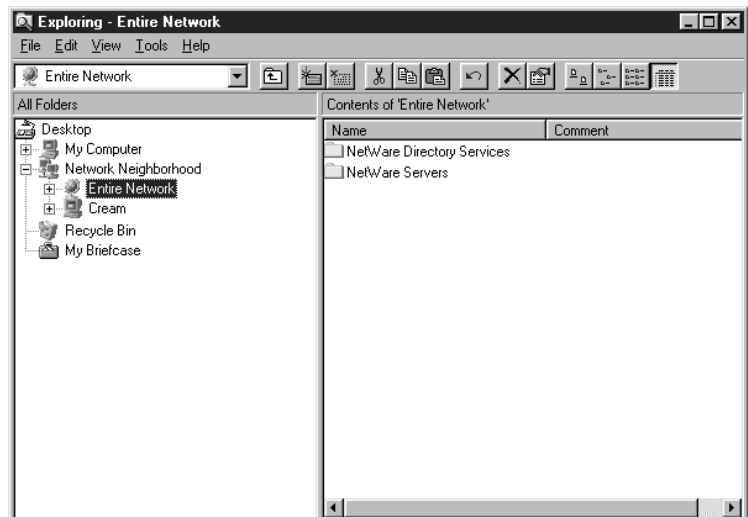 Exploring - Entire Network
File Edit View Tools Help
Entire Network
All Folders
Contents of 'Entire Network'
Desktop
My Computer
Network Neighborhood
Entire Network
Cream
Recycle Bin
My Briefcase
Name Comment
NetWare Directory Services
NetWare Servers